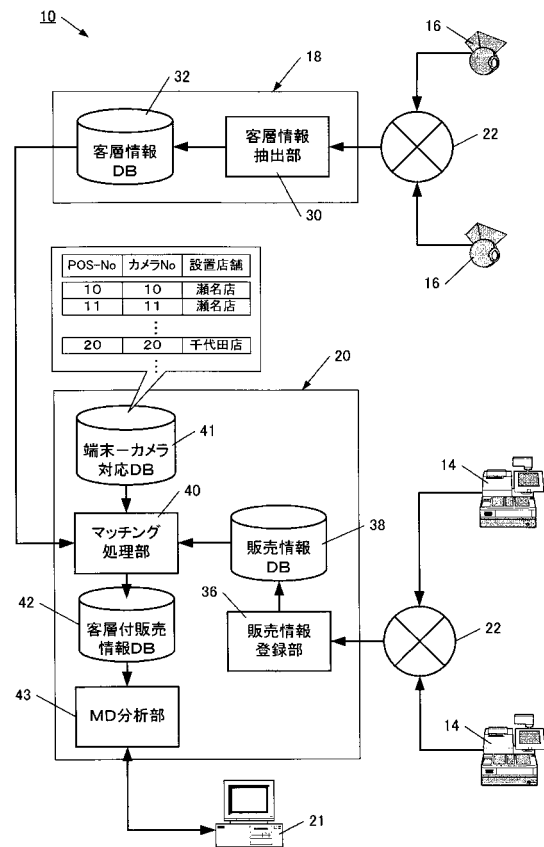 10
16
18
32
客層情報
DB
客層情報
抽出部
30
22
16
POS-No カメラNo 設置店舗
10 10 瀬名店
11 11 瀬名店
⋮
20 20 千代田店
⋮
20
41
端末-カメラ
対応DB
14
40
マッチング
処理部
販売情報
DB
38
42
36
客層付販売
情報DB
販売情報
登録部
22
43
MD分析部
14
21